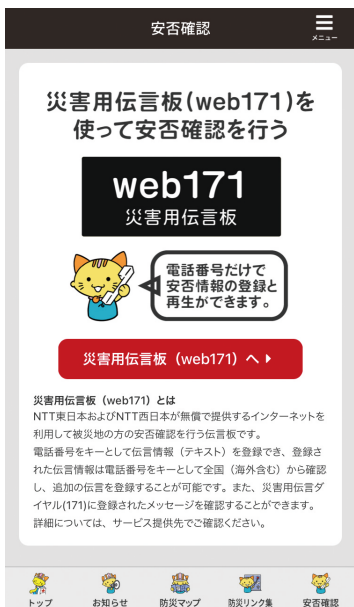 安否確認
メニュー
災害用伝言板(web171)を
使って安否確認を行う
web171
災害用伝言板
電話番号だけで
安否情報の登録と
再生ができます。
災害用伝言板（web171）へ
災害用伝言板（web171）とは
NTT東日本およびNTT西日本が無償で提供するインターネットを
利用して被災地の方の安否確認を行う伝言板です。
電話番号をキーとして伝言情報（テキスト）を登録でき、登録さ
れた伝言情報は電話番号をキーとして全国（海外含む）から確認
し、追加の伝言を登録することが可能です。また、災害用伝言ダ
イヤル(171)に登録されたメッセージを確認することができます。
詳細については、サービス提供先でご確認ください。
トップ
お知らせ
防災マップ
防災リンク集
安否確認